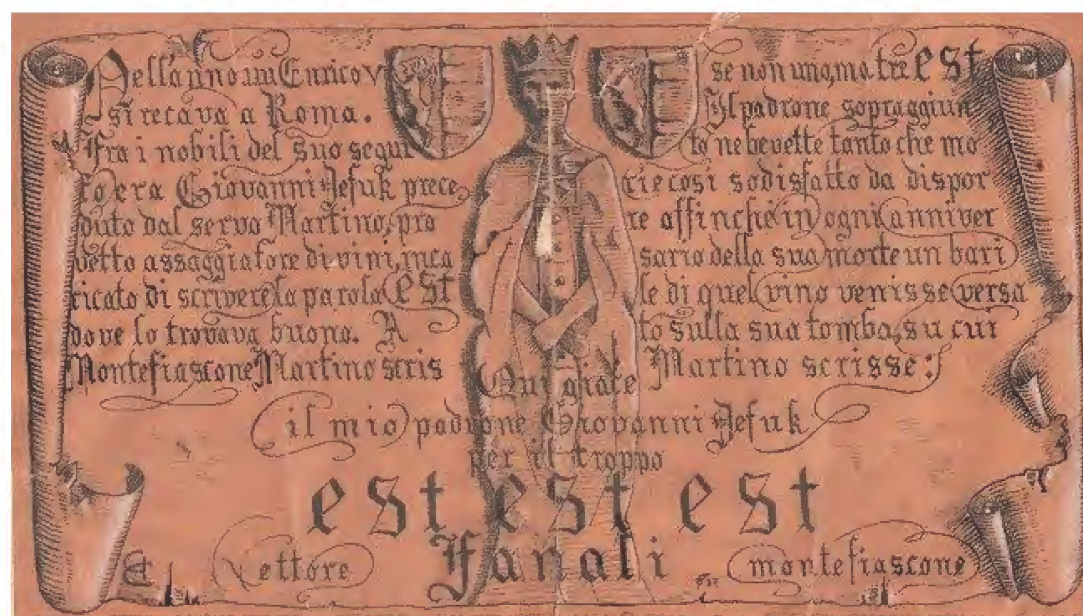 Nell'anno 1111 Enrico V
si recava a Roma.
Fra i nobili del suo segui
to era Giovanni Defuk prece
duto dal servo Martino, pro
vetto assaggiatore di vini, inca
ricato di scrivere la parola est
dove lo trovava buono. A
Montefiascone Martino scris
se non una, ma tre est
Il padrone sopraggiun
to ne bevette tanto che mo
rì e così sodisfatto da dispor
re affinchè in ogni anniver
sario della sua morte un bari
le di quel vino venisse versa
to sulla sua tomba, su cui
Martino scrisse:
Qui giace
il mio padrone Giovanni Defuk
per il troppo
est est est
Vettore Fanali montefiascone